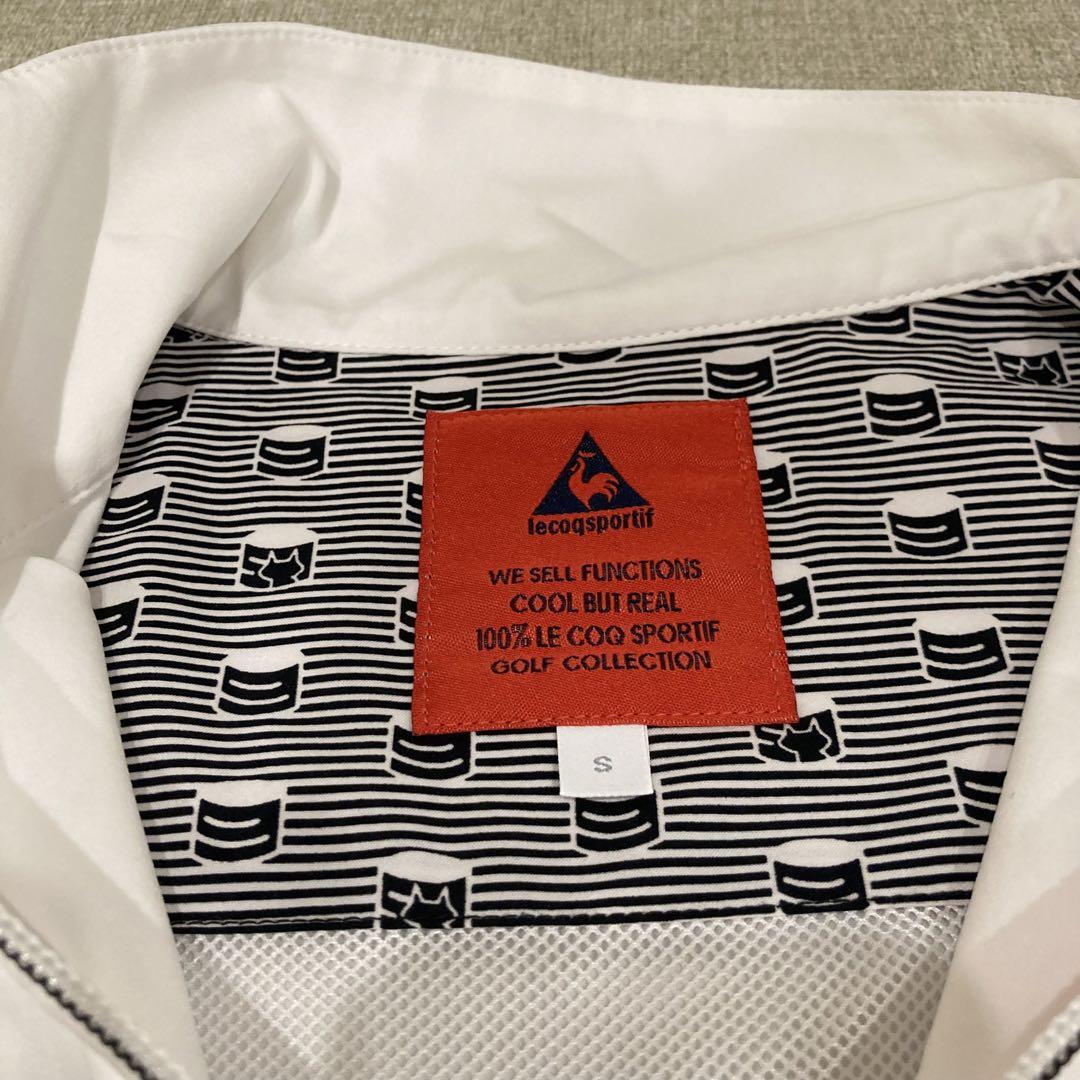 lecoqsportif
WE SELL FUNCTIONS
COOL BUT REAL
100% LE COQ SPORTIF
GOLF COLLECTION
S